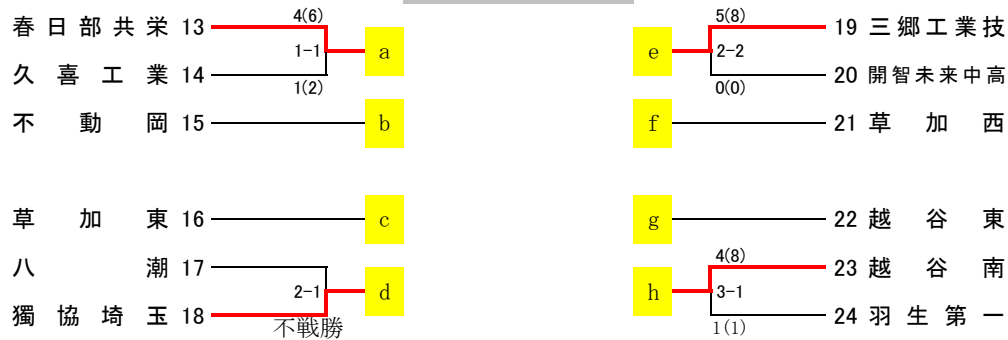 春日部共栄 13 4(6) 1-1 a
久喜工業 14 1(2)
不動岡 15 b
草加東 16 c
八潮 17 2-1 d
獨協埼玉 18 不戦勝
e 5(8) 2-2 19 三郷工業技
0(0) 20 開智未来中高
f 21 草加西
g 22 越谷東
h 4(8) 3-1 23 越谷南
1(1) 24 羽生第一